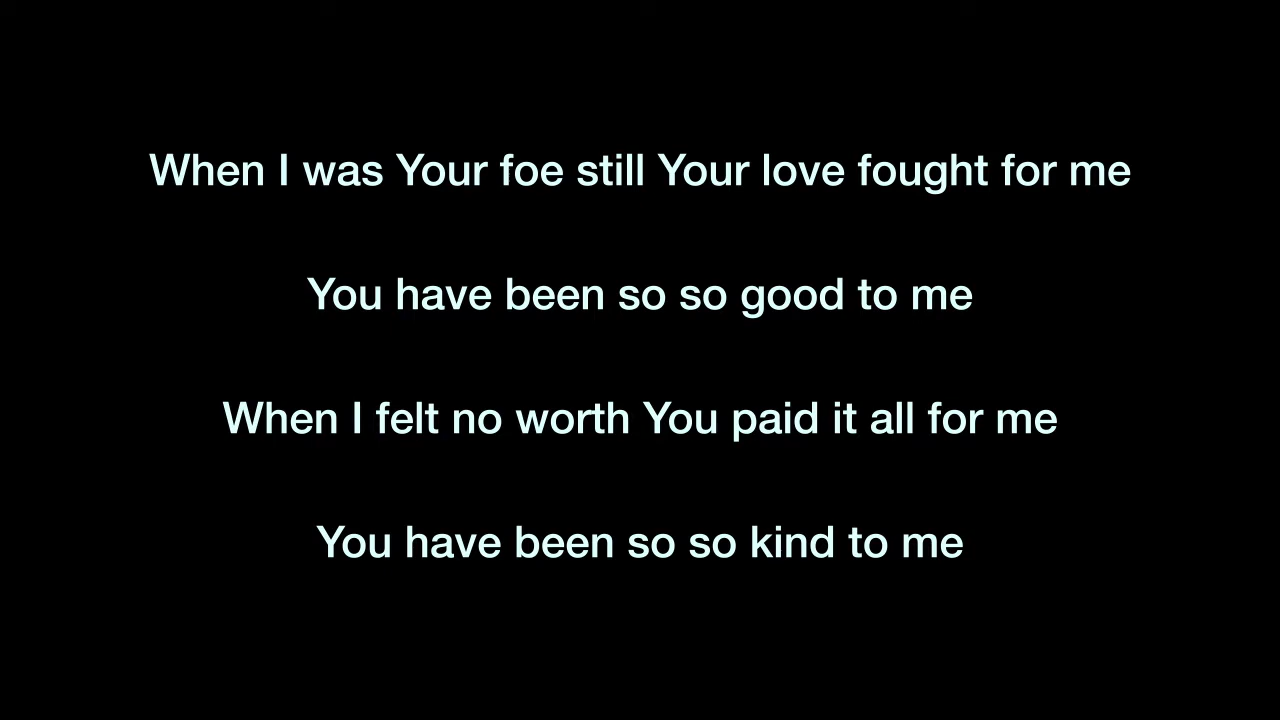 When I was Your foe still Your love fought for me
You have been so so good to me
When I felt no worth You paid it all for me
You have been so so kind to me